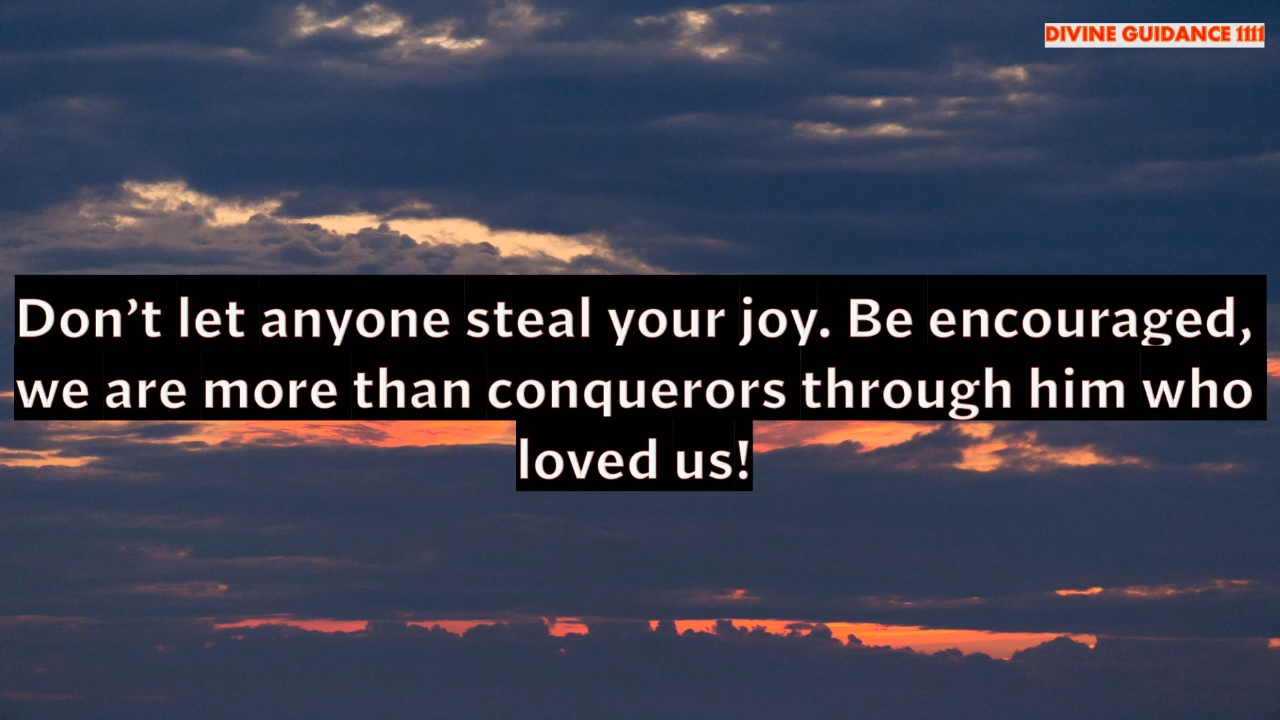 DIVINE GUIDANCE 1111
Don’t let anyone steal your joy. Be encouraged,
we are more than conquerors through him who
loved us!